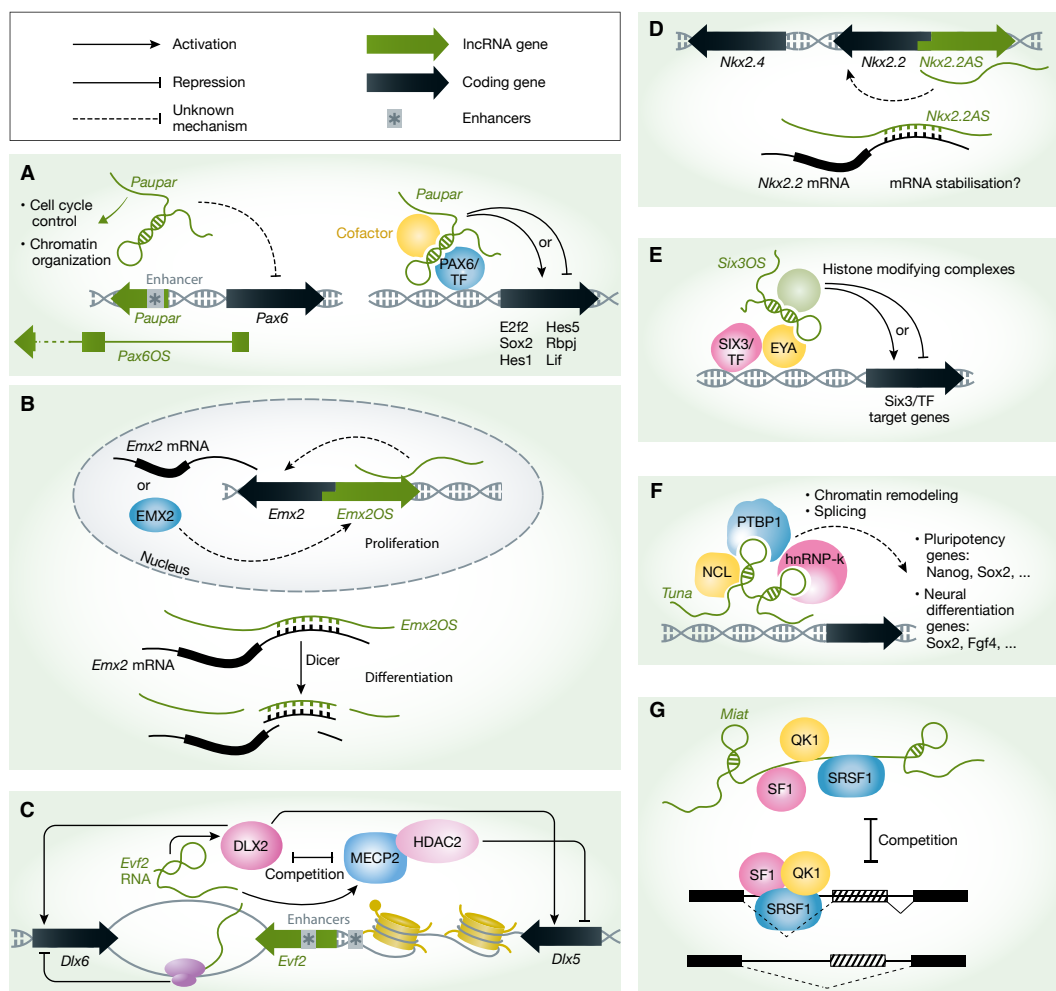 Activation
Repression
Unknown
mechanism
lncRNA gene
Coding gene
Enhancers
A
Paupar
• Cell cycle
control
• Chromatin
organization
Enhancer
Paupar
Pax6
Pax6OS
Paupar
Cofactor
PAX6/
TF
or
E2f2 Hes5
Sox2 Rbpj
Hes1 Lif
B
Emx2 mRNA
or
EMX2
Nucleus
Emx2
Emx2OS
Proliferation
Emx2OS
Emx2 mRNA
Dicer
Differentiation
C
DLX2
Evf2
RNA
Competition
MECP2
HDAC2
Enhancers
Dlx6
Evf2
Dlx5
D
Nkx2.4
Nkx2.2
Nkx2.2AS
Nkx2.2AS
Nkx2.2 mRNA
mRNA stabilisation?
E
Six3OS
Histone modifying complexes
SIX3/
TF
EYA
or
Six3/TF
target genes
F
• Chromatin remodeling
• Splicing
PTBP1
NCL
hnRNP-k
Tuna
• Pluripotency
genes:
Nanog, Sox2, ...
• Neural
differentiation
genes:
Sox2, Fgf4, ...
G
Miat
QK1
SF1
SRSF1
Competition
SF1
QK1
SRSF1